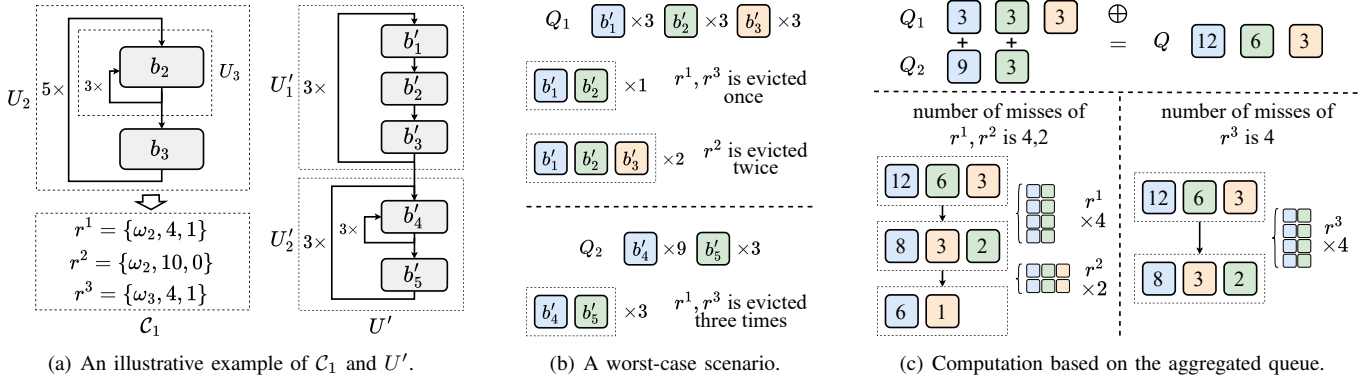 U₂
5×
3×
b₂
U₃
b₃
r¹ = {ω₂, 4, 1}
r² = {ω₂, 10, 0}
r³ = {ω₃, 4, 1}
𝒞₁
U′₁
3×
b′₁
b′₂
b′₃
U′₂
3×
3×
b′₄
b′₅
U′
(a) An illustrative example of 𝒞₁ and U′.
Q₁ b′₁ ×3 b′₂ ×3 b′₃ ×3
b′₁ b′₂ ×1 r¹, r³ is evicted
once
b′₁ b′₂ b′₃ ×2 r² is evicted
twice
Q₂ b′₄ ×9 b′₅ ×3
b′₄ b′₅ ×3 r¹, r³ is evicted
three times
(b) A worst-case scenario.
Q₁ 3 3 3 ⊕
+ + = Q 12 6 3
Q₂ 9 3
number of misses of
r¹, r² is 4,2
12 6 3
r¹
×4
8 3 2
r²
×2
6 1
number of misses of
r³ is 4
12 6 3
r³
×4
8 3 2
(c) Computation based on the aggregated queue.